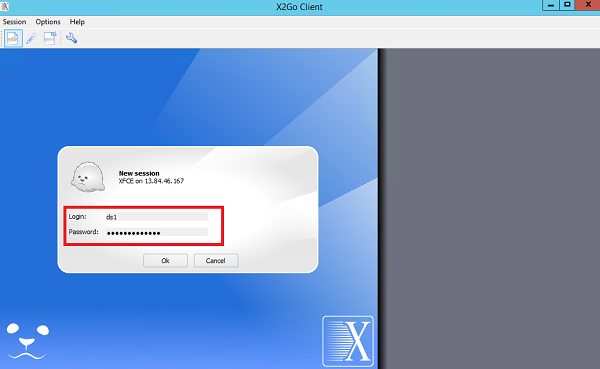 X2Go Client
Session Options Help
New session
XFCE on 13.84.46.167
Login: ds1
Password: •••••••••••••
Ok Cancel
X